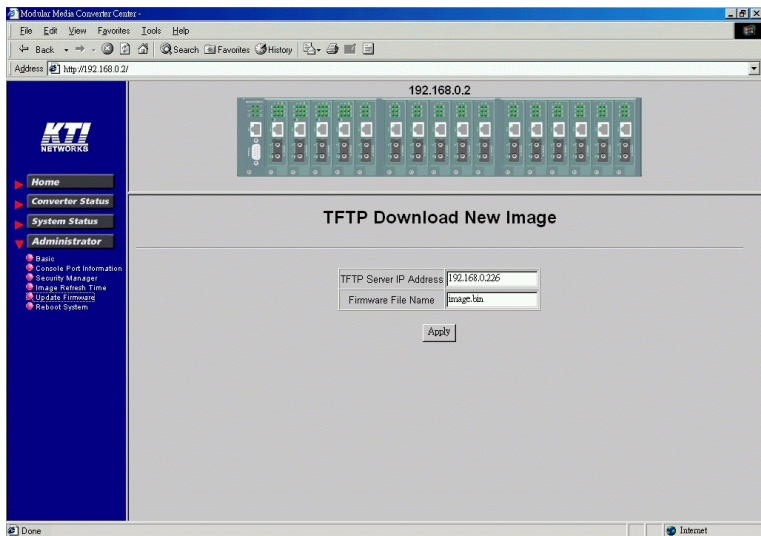 Modular Media Converter Center -
File Edit View Favorites Tools Help
Back Search Favorites History
Address http://192.168.0.2/
192.168.0.2
KTI
NETWORKS
Home
Converter Status
System Status
Administrator
Basic
Console Port Information
Security Manager
Image Refresh Time
Update Firmware
Reboot System
TFTP Download New Image
TFTP Server IP Address 192.168.0.226
Firmware File Name image.bin
Apply
Done Internet